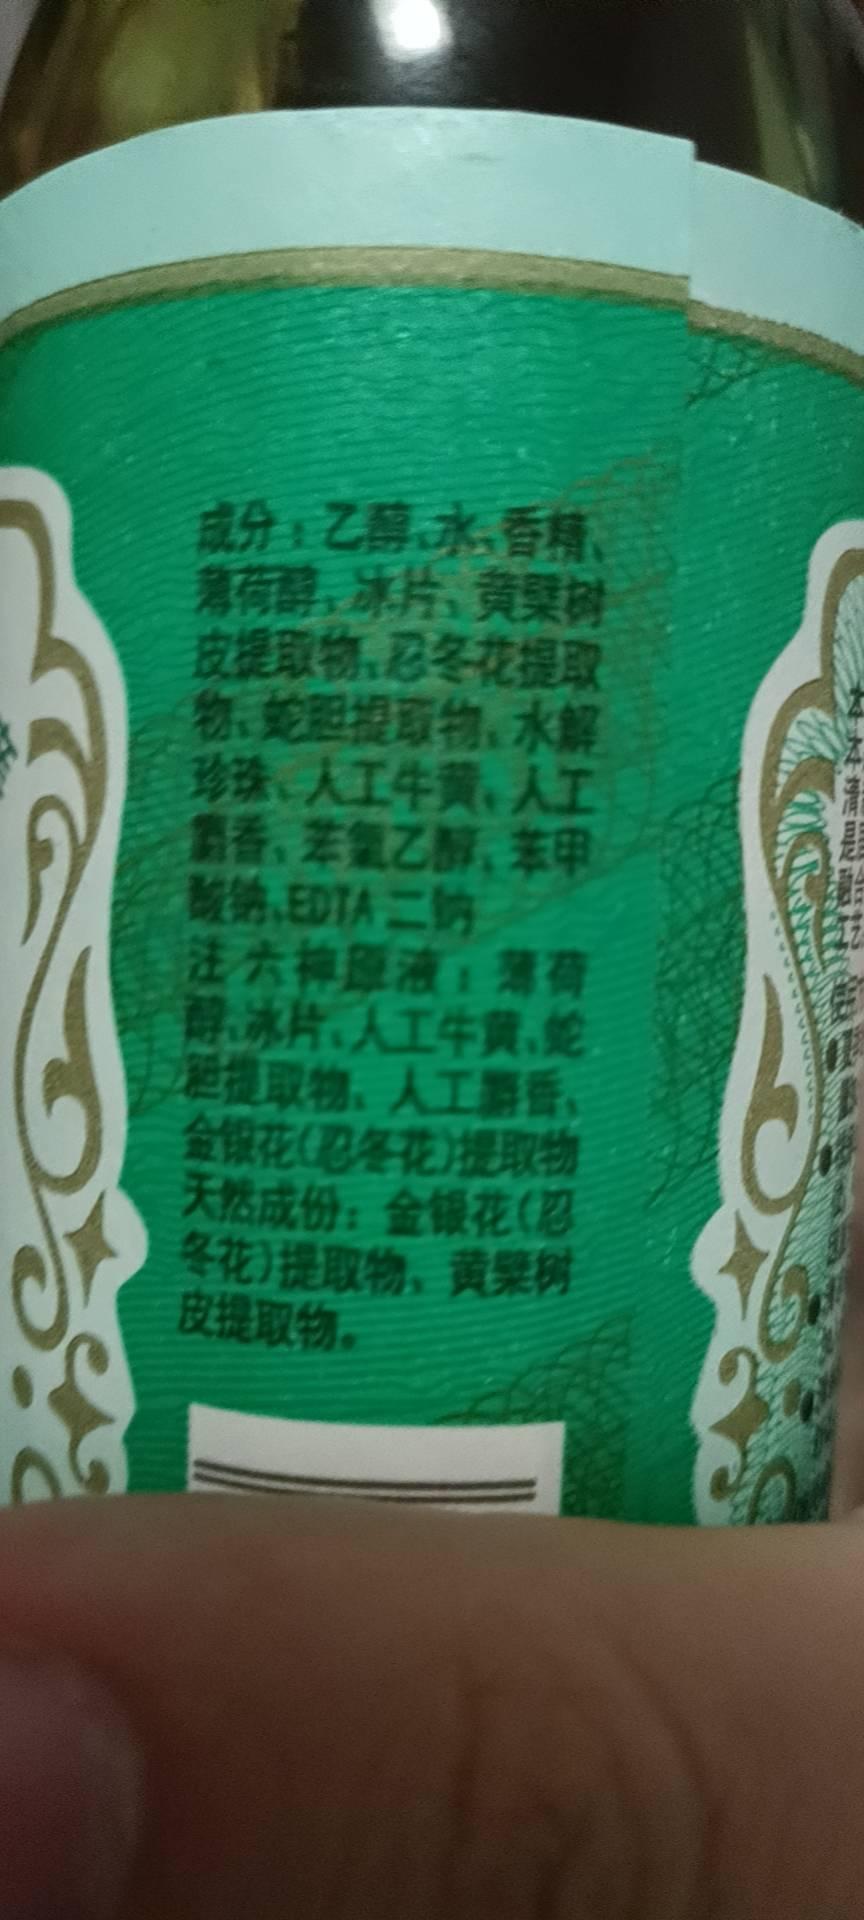 成分：乙醇、水、香精、
薄荷醇、冰片、黄檗树
皮提取物、忍冬花提取
物、蛇胆提取物、水解
珍珠、人工牛黄、人工
麝香、苯氧乙醇、苯甲
酸钠、EDTA 二钠
注 六神原液：薄荷
醇、冰片、人工牛黄、蛇
胆提取物、人工麝香、
金银花(忍冬花)提取物
天然成份：金银花(忍
冬花)提取物、黄檗树
皮提取物。